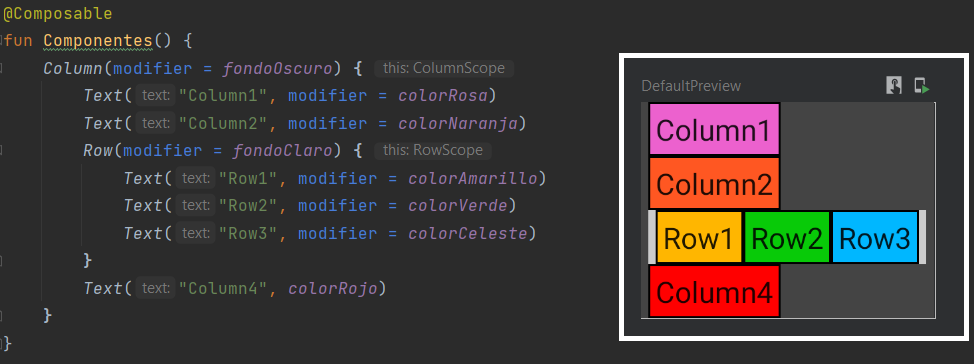 @Composable
fun Componentes() {
Column(modifier = fondoOscuro) { this: ColumnScope
Text( text: "Column1", modifier = colorRosa)
Text( text: "Column2", modifier = colorNaranja)
Row(modifier = fondoClaro) { this: RowScope
Text( text: "Row1", modifier = colorAmarillo)
Text( text: "Row2", modifier = colorVerde)
Text( text: "Row3", modifier = colorCeleste)
}
Text( text: "Column4", colorRojo)
}
}
DefaultPreview
Column1
Column2
Row1 Row2 Row3
Column4